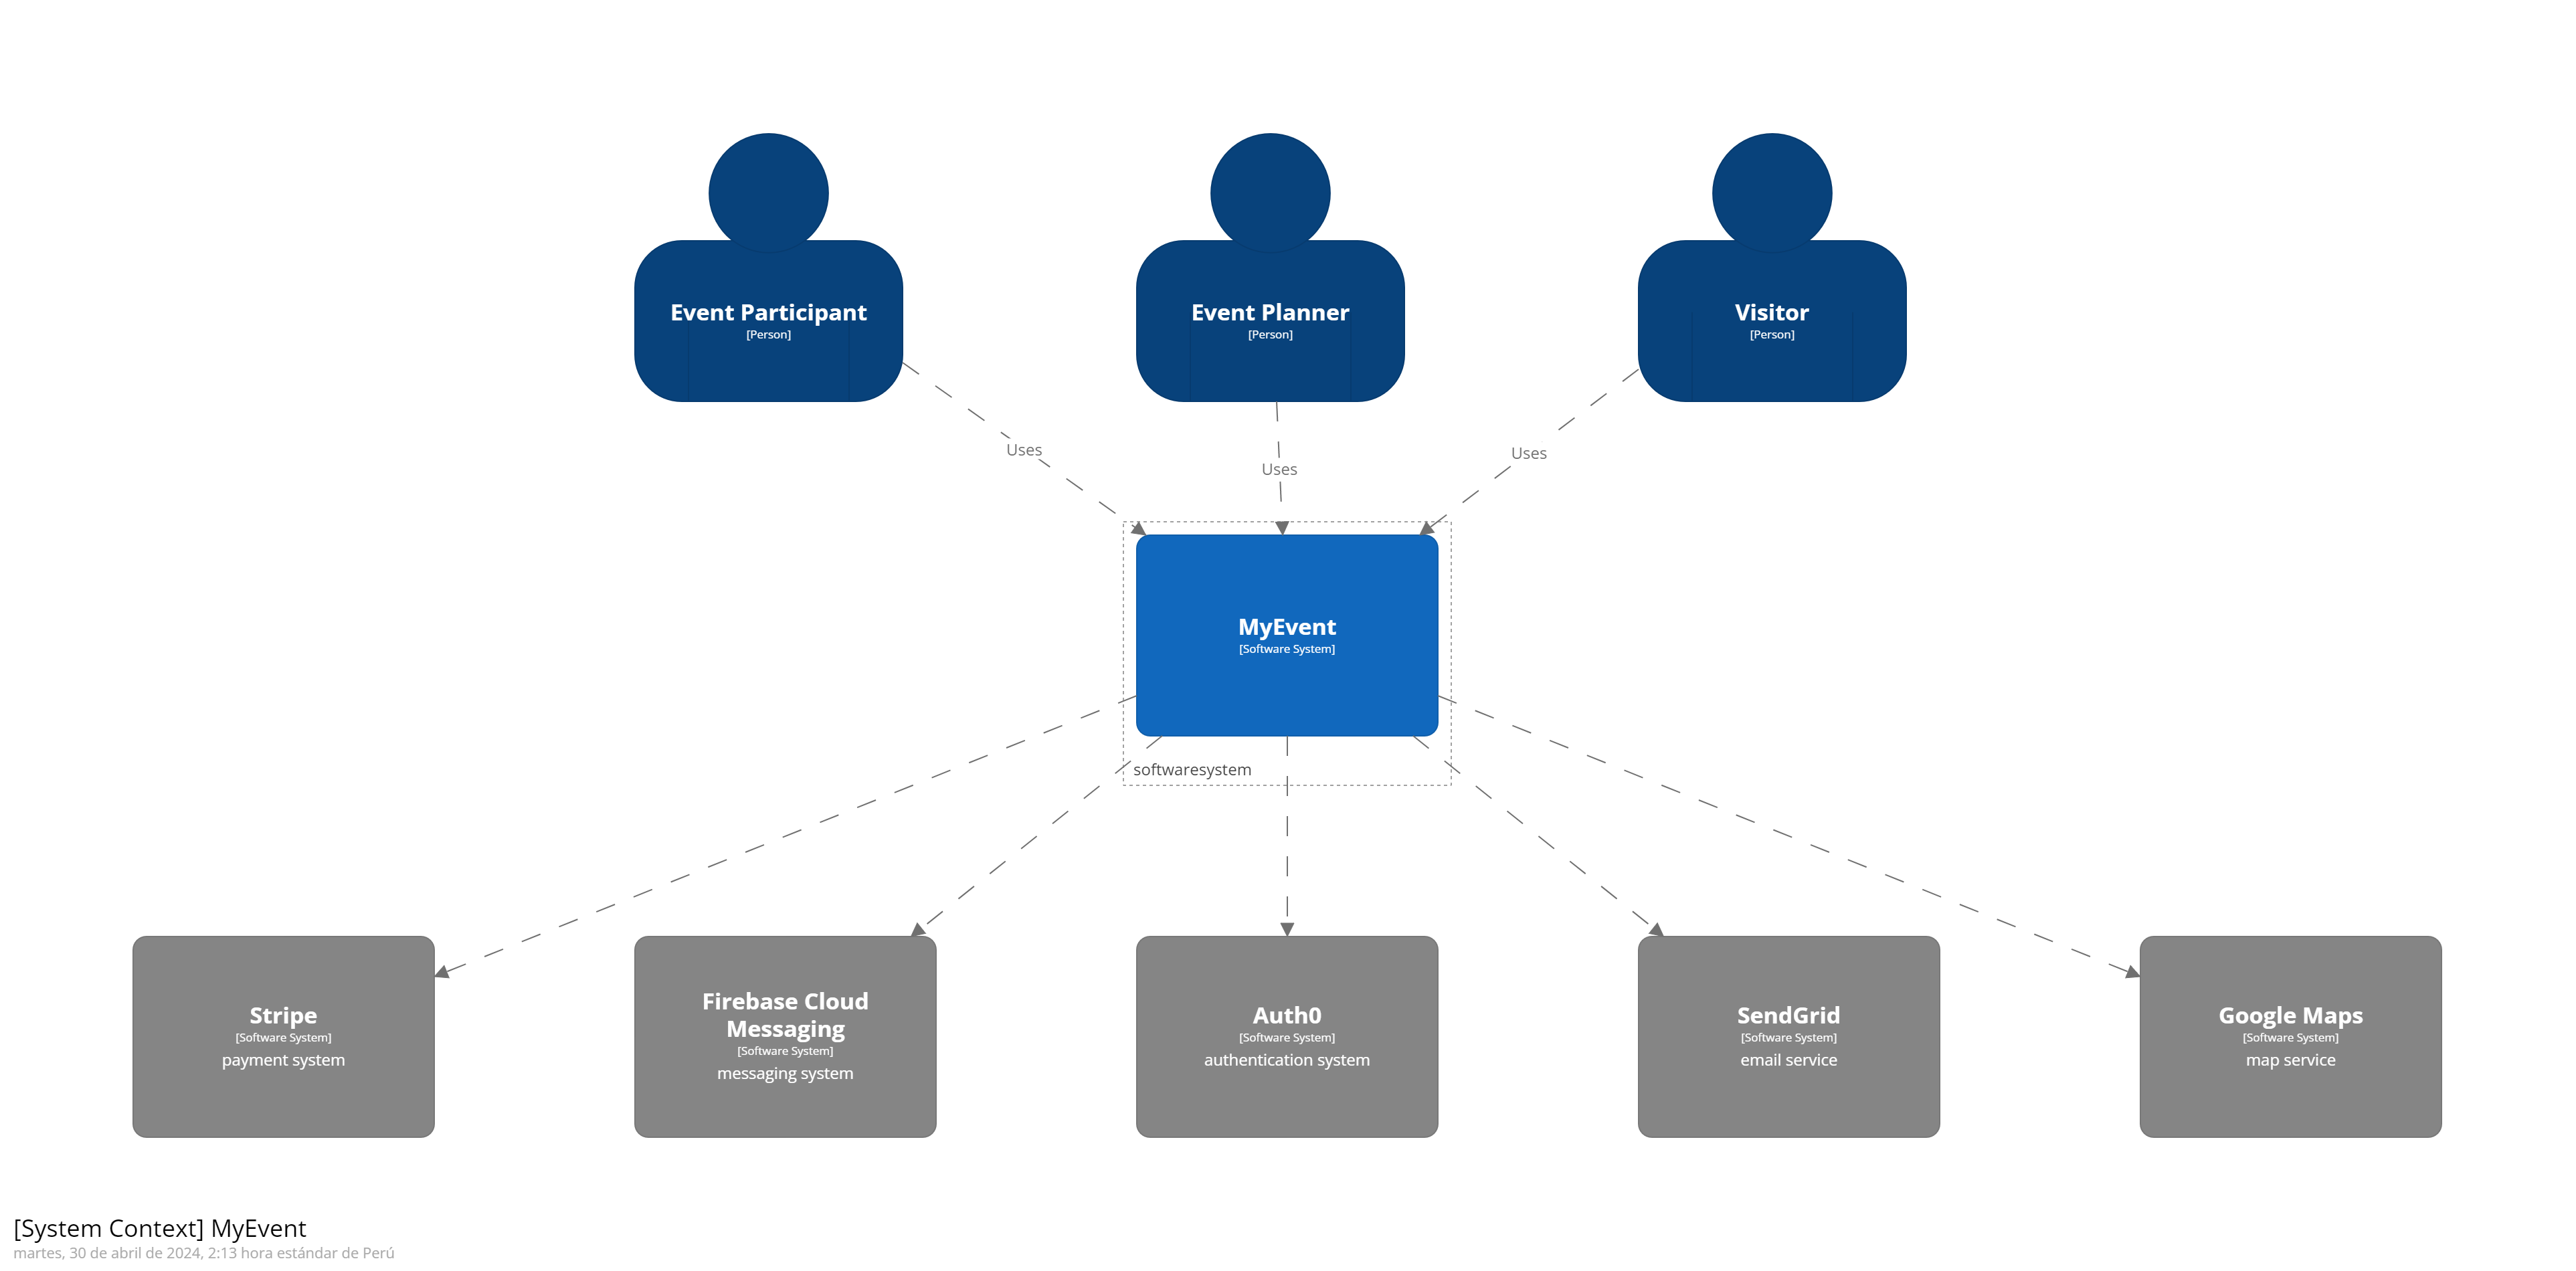 Event Participant
[Person]
Event Planner
[Person]
Visitor
[Person]
Uses
Uses
Uses
MyEvent
[Software System]
softwaresystem
Stripe
[Software System]
payment system
Firebase Cloud
Messaging
[Software System]
messaging system
Auth0
[Software System]
authentication system
SendGrid
[Software System]
email service
Google Maps
[Software System]
map service
[System Context] MyEvent
martes, 30 de abril de 2024, 2:13 hora estándar de Perú